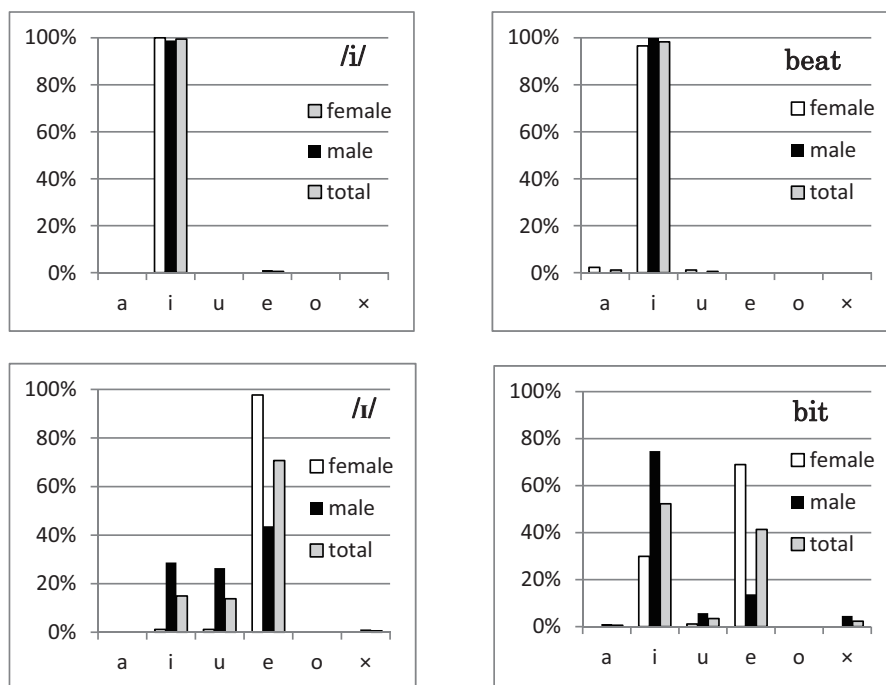 /i/
100%
80%
60%
40%
20%
0%
female
male
total
a i u e o ×
beat
100%
80%
60%
40%
20%
0%
female
male
total
a i u e o ×
/ɪ/
100%
80%
60%
40%
20%
0%
female
male
total
a i u e o ×
bit
100%
80%
60%
40%
20%
0%
female
male
total
a i u e o ×